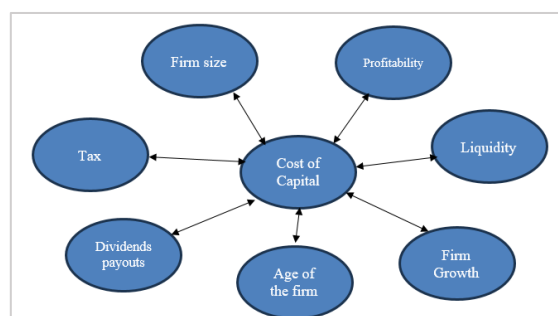 Firm size
Profitability
Tax
Cost of
Capital
Liquidity
Dividends
payouts
Age of
the firm
Firm
Growth